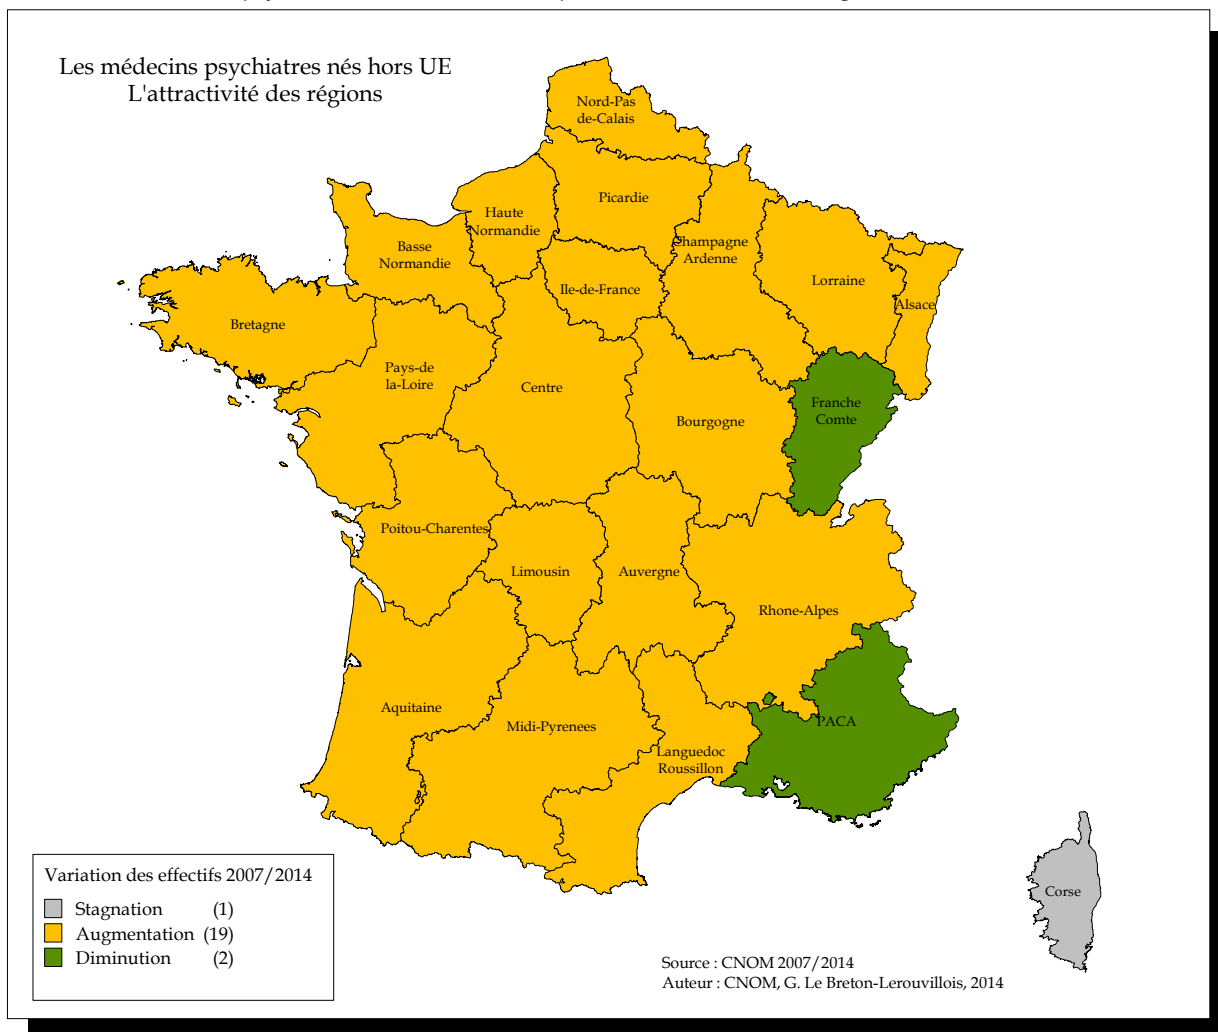 Les médecins psychiatres nés hors UE
L'attractivité des régions
Nord-Pas
de-Calais
Picardie
Haute
Normandie
Champagne
Ardenne
Basse
Normandie
Lorraine
Ile-de-France
Alsace
Bretagne
Pays-de
la-Loire
Centre
Franche
Comte
Bourgogne
Poitou-Charentes
Limousin
Auvergne
Rhone-Alpes
Aquitaine
Midi-Pyrenees
PACA
Languedoc
Roussillon
Corse
Variation des effectifs 2007/2014
Stagnation (1)
Augmentation (19)
Diminution (2)
Source : CNOM 2007/2014
Auteur : CNOM, G. Le Breton-Lerouvillois, 2014